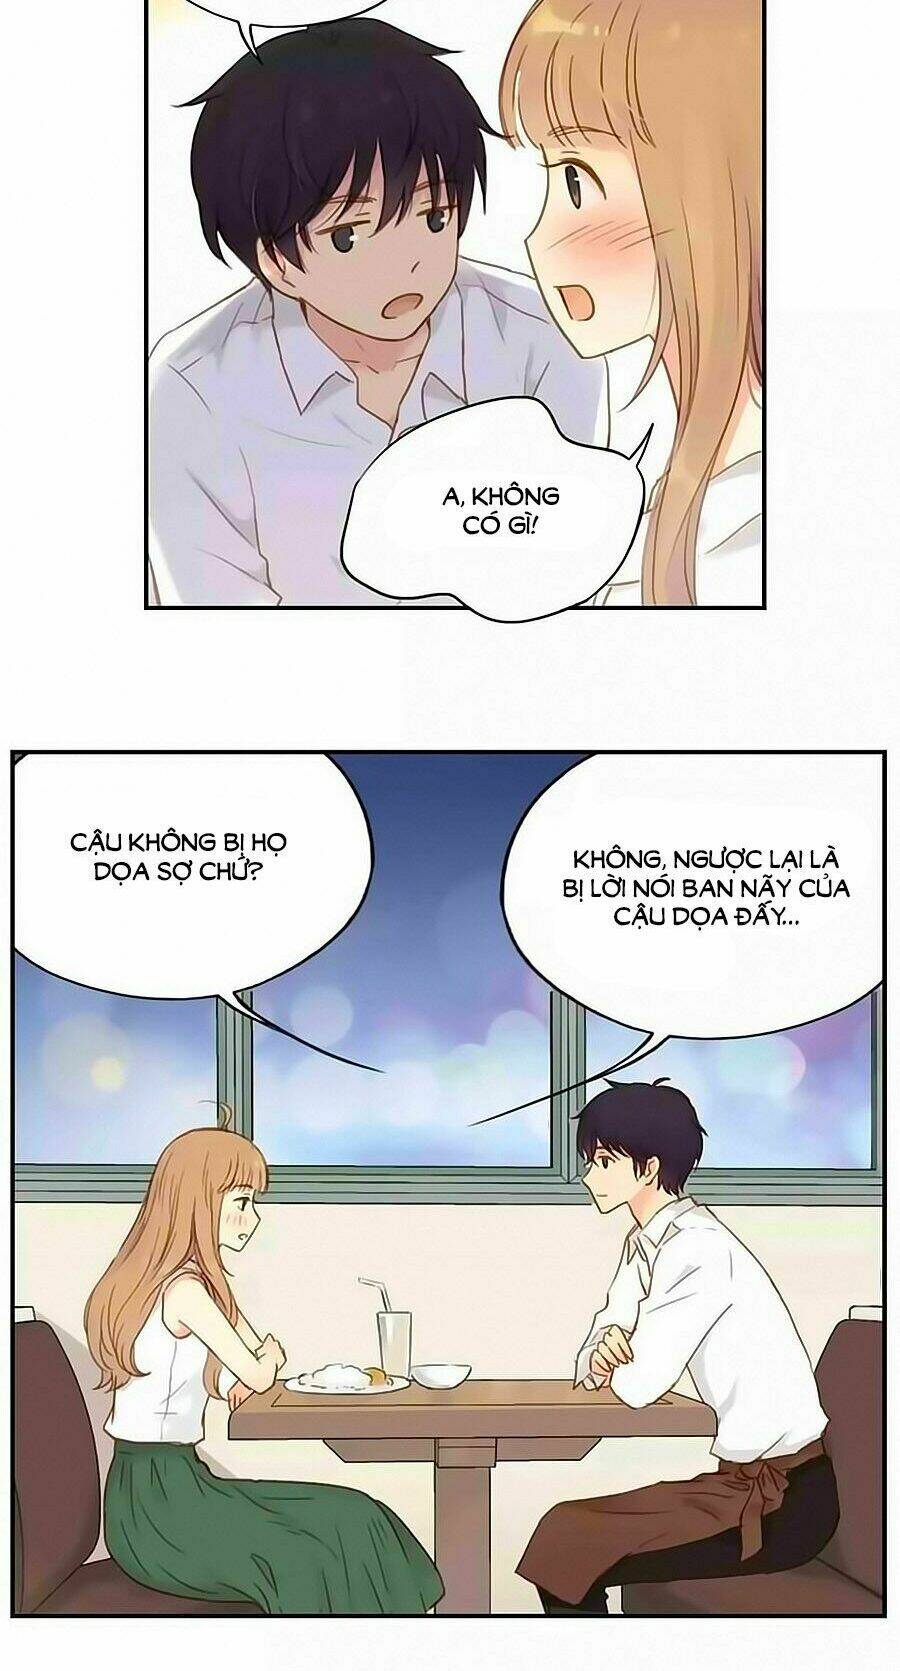 A, KHÔNG
CÓ GÌ!
CẬU KHÔNG BỊ HỌ
DỌA SỢ CHỨ?
KHÔNG, NGƯỢC LẠI LÀ
BỊ LỜI NÓI BAN NÃY CỦA
CẬU DỌA ĐẤY...